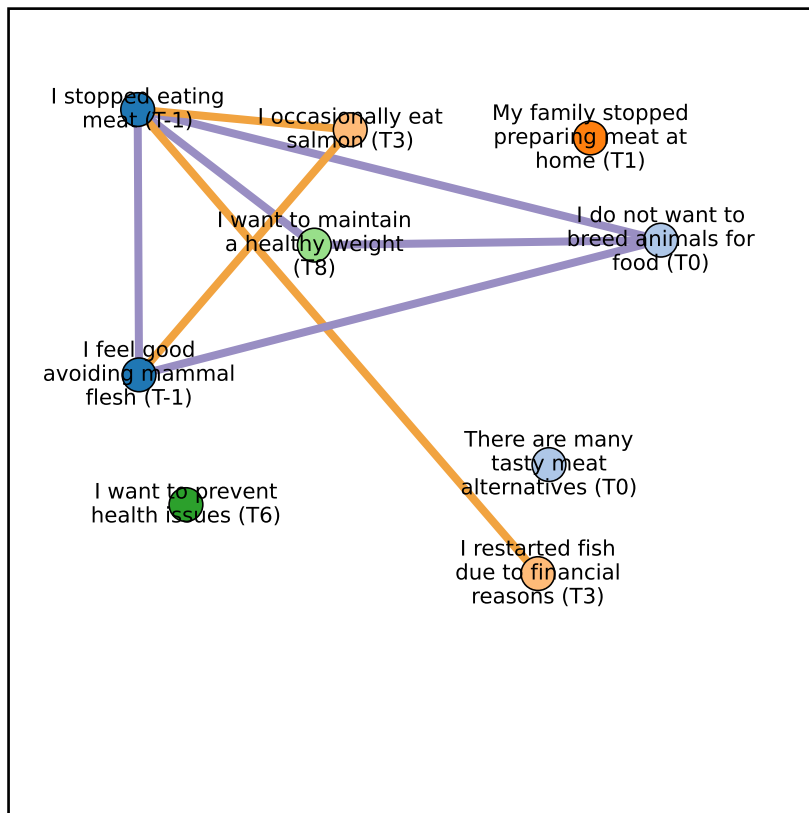 I stopped eating
meat (T-1)
I occasionally eat
salmon (T3)
My family stopped
preparing meat at
home (T1)
I want to maintain
a healthy weight
(T8)
I do not want to
breed animals for
food (T0)
I feel good
avoiding mammal
flesh (T-1)
There are many
tasty meat
alternatives (T0)
I want to prevent
health issues (T6)
I restarted fish
due to financial
reasons (T3)